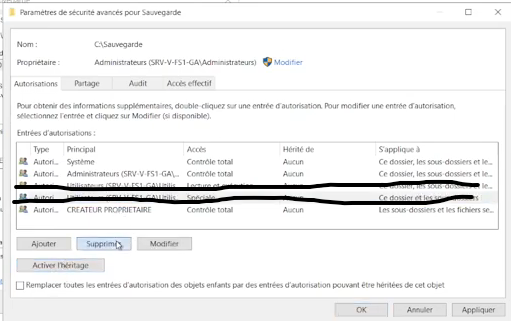 Paramètres de sécurité avancés pour Sauvegarde
Nom : C:\Sauvegarde
Propriétaire : Administrateurs (SRV-V-FS1-GA\Administrateurs) Modifier
Autorisations Partage Audit Accès effectif
Pour obtenir des informations supplémentaires, double-cliquez sur une entrée d'autorisation. Pour modifier une entrée d'autorisation,
sélectionnez l'entrée et cliquez sur Modifier (si disponible).
Entrées d'autorisations :
Type Principal Accès Hérité de S'applique à
Autori... Système Contrôle total Aucun Ce dossier, les sous-dossiers et le...
Autori... Administrateurs (SRV-V-FS1-GA\... Contrôle total Aucun Ce dossier, les sous-dossiers et le...
Autori... Utilisateurs (SRV-V-FS1-GA\Utilis... Lecture et exécution Aucun Ce dossier, les sous-dossiers et le...
Autori... Spéciale Aucun Ce dossier et les sous-dossiers
Autori... CREATEUR PROPRIETAIRE Contrôle total Aucun Les sous-dossiers et les fichiers se...
Ajouter Supprimer Modifier
Activer l'héritage
Remplacer toutes les entrées d'autorisation des objets enfants par des entrées d'autorisation pouvant être héritées de cet objet
OK Annuler Appliquer